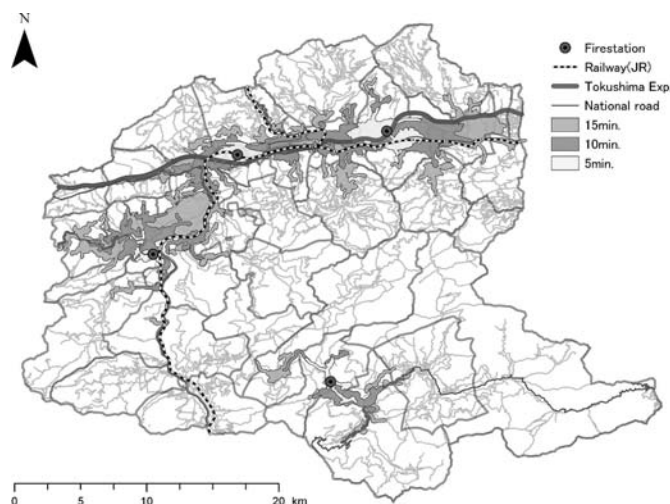 N
Firestation
Railway(JR)
Tokushima Exp
National road
15min.
10min.
5min.
0 5 10 20
km